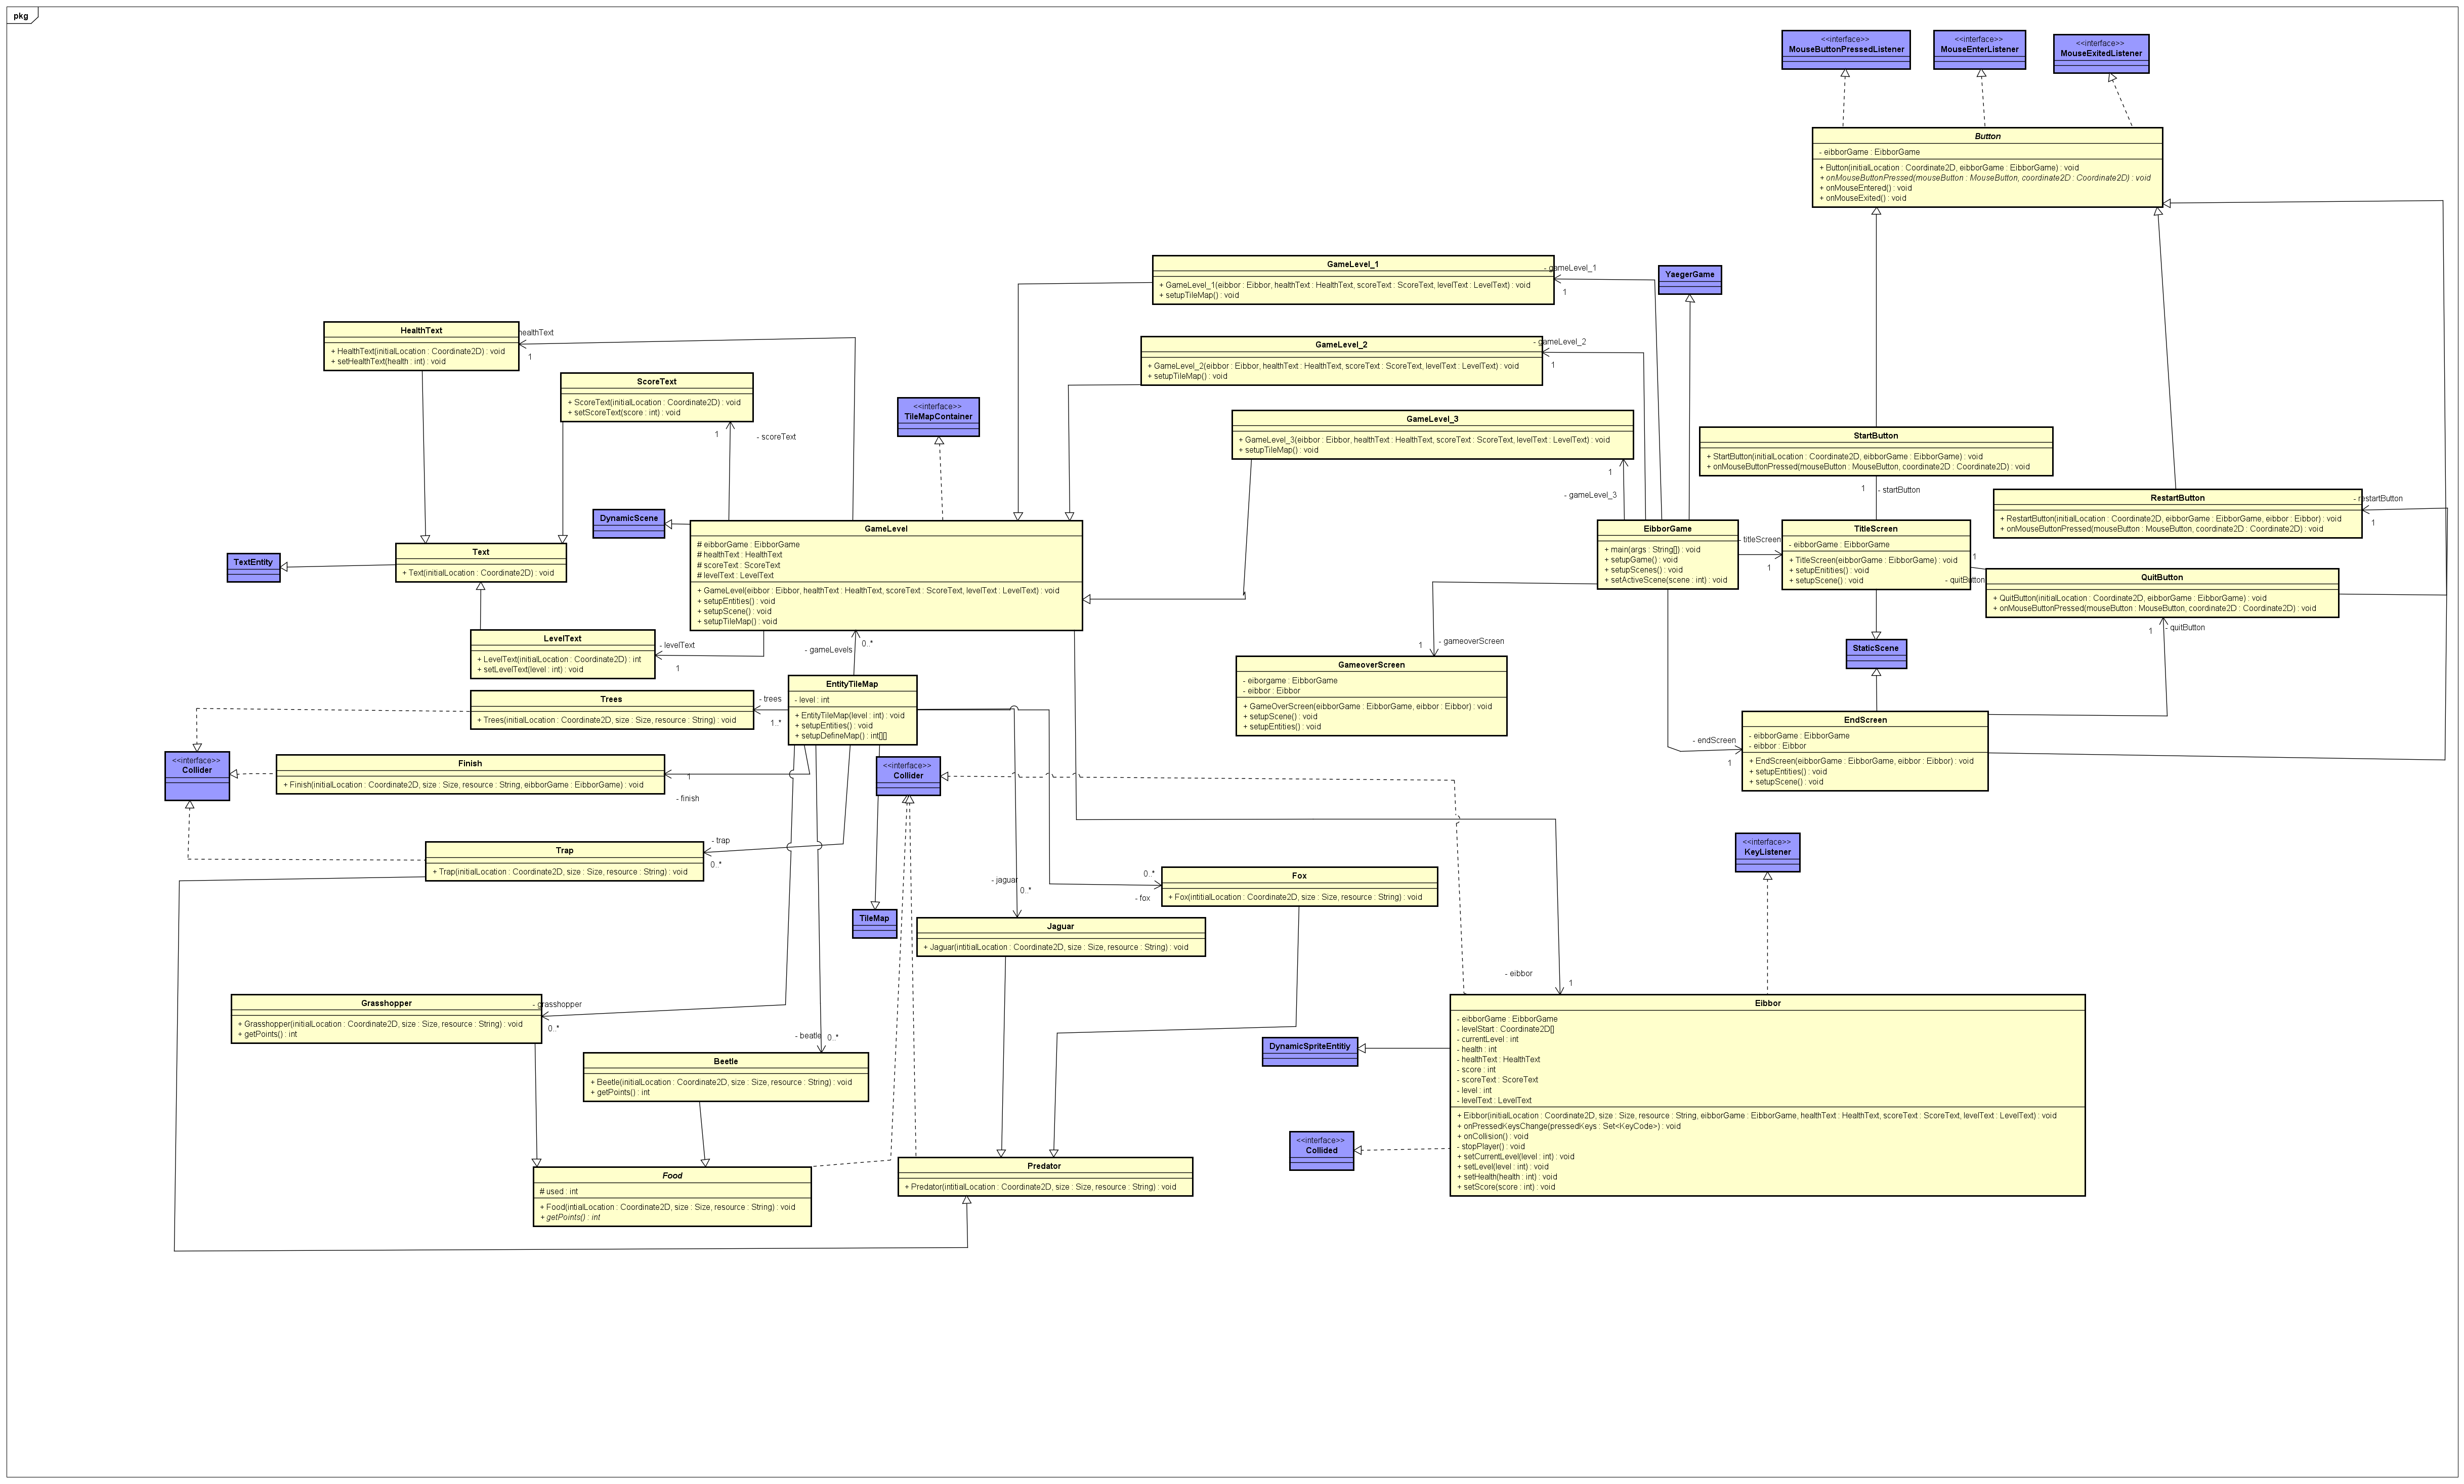 pkg
<<interface>>
MouseButtonPressedListener
<<interface>>
MouseEnterListener
<<interface>>
MouseExitedListener
Button
- eibborGame : EibborGame
+ Button(initialLocation : Coordinate2D, eibborGame : EibborGame) : void
+ onMouseButtonPressed(mouseButton : MouseButton, coordinate2D : Coordinate2D) : void
+ onMouseEntered() : void
+ onMouseExited() : void
GameLevel_1
+ GameLevel_1(eibbor : Eibbor, healthText : HealthText, scoreText : ScoreText, levelText : LevelText) : void
+ setupTileMap() : void
- gameLevel_1
1
YaegerGame
HealthText
+ HealthText(initialLocation : Coordinate2D) : void
+ setHealthText(health : int) : void
healthText
1
GameLevel_2
+ GameLevel_2(eibbor : Eibbor, healthText : HealthText, scoreText : ScoreText, levelText : LevelText) : void
+ setupTileMap() : void
- gameLevel_2
1
ScoreText
+ ScoreText(initialLocation : Coordinate2D) : void
+ setScoreText(score : int) : void
1
- scoreText
<<interface>>
TileMapContainer
GameLevel_3
+ GameLevel_3(eibbor : Eibbor, healthText : HealthText, scoreText : ScoreText, levelText : LevelText) : void
+ setupTileMap() : void
1
- gameLevel_3
StartButton
+ StartButton(initialLocation : Coordinate2D, eibborGame : EibborGame) : void
+ onMouseButtonPressed(mouseButton : MouseButton, coordinate2D : Coordinate2D) : void
1
- startButton
RestartButton
+ RestartButton(initialLocation : Coordinate2D, eibborGame : EibborGame, eibbor : Eibbor) : void
+ onMouseButtonPressed(mouseButton : MouseButton, coordinate2D : Coordinate2D) : void
- restartButton
1
DynamicScene
GameLevel
# eibborGame : EibborGame
# healthText : HealthText
# scoreText : ScoreText
# levelText : LevelText
+ GameLevel(eibbor : Eibbor, healthText : HealthText, scoreText : ScoreText, levelText : LevelText) : void
+ setupEntities() : void
+ setupScene() : void
+ setupTileMap() : void
EibborGame
+ main(args : String[]) : void
+ setupGame() : void
+ setupScenes() : void
+ setActiveScene(scene : int) : void
- titleScreen
1
TitleScreen
- eibborGame : EibborGame
+ TitleScreen(eibborGame : EibborGame) : void
+ setupEnitities() : void
+ setupScene() : void
1
- quitButton
QuitButton
+ QuitButton(initialLocation : Coordinate2D, eibborGame : EibborGame) : void
+ onMouseButtonPressed(mouseButton : MouseButton, coordinate2D : Coordinate2D) : void
1
- quitButton
TextEntity
Text
+ Text(initialLocation : Coordinate2D) : void
LevelText
+ LevelText(initialLocation : Coordinate2D) : int
+ setLevelText(level : int) : void
- levelText
1
- gameLevels
0..*
StaticScene
GameoverScreen
- eiborgame : EibborGame
- eibbor : Eibbor
+ GameOverScreen(eibborGame : EibborGame, eibbor : Eibbor) : void
+ setupScene() : void
+ setupEntities() : void
1
- gameoverScreen
EntityTileMap
- level : int
+ EntityTileMap(level : int) : void
+ setupEntities() : void
+ setupDefineMap() : int[][]
Trees
+ Trees(initialLocation : Coordinate2D, size : Size, resource : String) : void
- trees
1..*
EndScreen
- eibborGame : EibborGame
- eibbor : Eibbor
+ EndScreen(eibborGame : EibborGame, eibbor : Eibbor) : void
+ setupEntities() : void
+ setupScene() : void
- endScreen
1
<<interface>>
Collider
Finish
+ Finish(initialLocation : Coordinate2D, size : Size, resource : String, eibborGame : EibborGame) : void
1
- finish
<<interface>>
Collider
Trap
+ Trap(initialLocation : Coordinate2D, size : Size, resource : String) : void
- trap
0..*
<<interface>>
KeyListener
Fox
+ Fox(intitialLocation : Coordinate2D, size : Size, resource : String) : void
0..*
- fox
TileMap
Jaguar
+ Jaguar(intitialLocation : Coordinate2D, size : Size, resource : String) : void
- jaguar
0..*
Grasshopper
+ Grasshopper(initialLocation : Coordinate2D, size : Size, resource : String) : void
+ getPoints() : int
- grasshopper
0..*
Beetle
+ Beetle(initialLocation : Coordinate2D, size : Size, resource : String) : void
+ getPoints() : int
- beatle
0..*
- eibbor
1
Eibbor
- eibborGame : EibborGame
- levelStart : Coordinate2D[]
- currentLevel : int
- health : int
- healthText : HealthText
- score : int
- scoreText : ScoreText
- level : int
- levelText : LevelText
+ Eibbor(initialLocation : Coordinate2D, size : Size, resource : String, eibborGame : EibborGame, healthText : HealthText, scoreText : ScoreText, levelText : LevelText) : void
+ onPressedKeysChange(pressedKeys : Set<KeyCode>) : void
+ onCollision() : void
- stopPlayer() : void
+ setCurrentLevel(level : int) : void
+ setLevel(level : int) : void
+ setHealth(health : int) : void
+ setScore(score : int) : void
DynamicSpriteEntitiy
<<interface>>
Collided
Food
# used : int
+ Food(intialLocation : Coordinate2D, size : Size, resource : String) : void
+ getPoints() : int
Predator
+ Predator(intitialLocation : Coordinate2D, size : Size, resource : String) : void